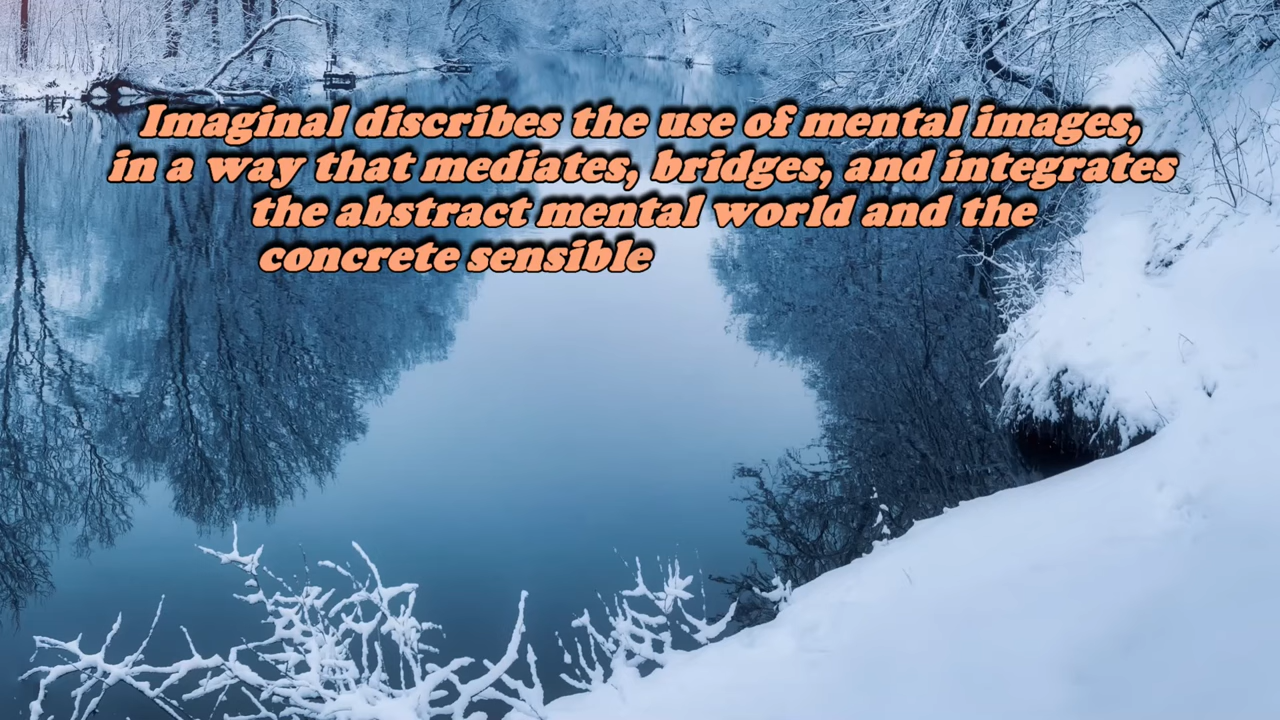 Imaginal discribes the use of mental images,
in a way that mediates, bridges, and integrates
the abstract mental world and the
concrete sensible